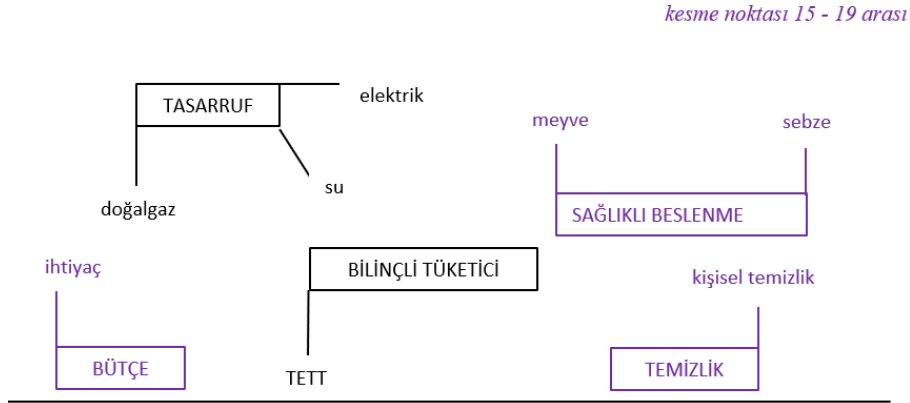 kesme noktası 15 - 19 arası
TASARRUF
elektrik
meyve
sebze
su
doğalgaz
SAĞLIKLI BESLENME
ihtiyaç
BİLİNÇLİ TÜKETİCİ
kişisel temizlik
BÜTÇE
TETT
TEMİZLİK